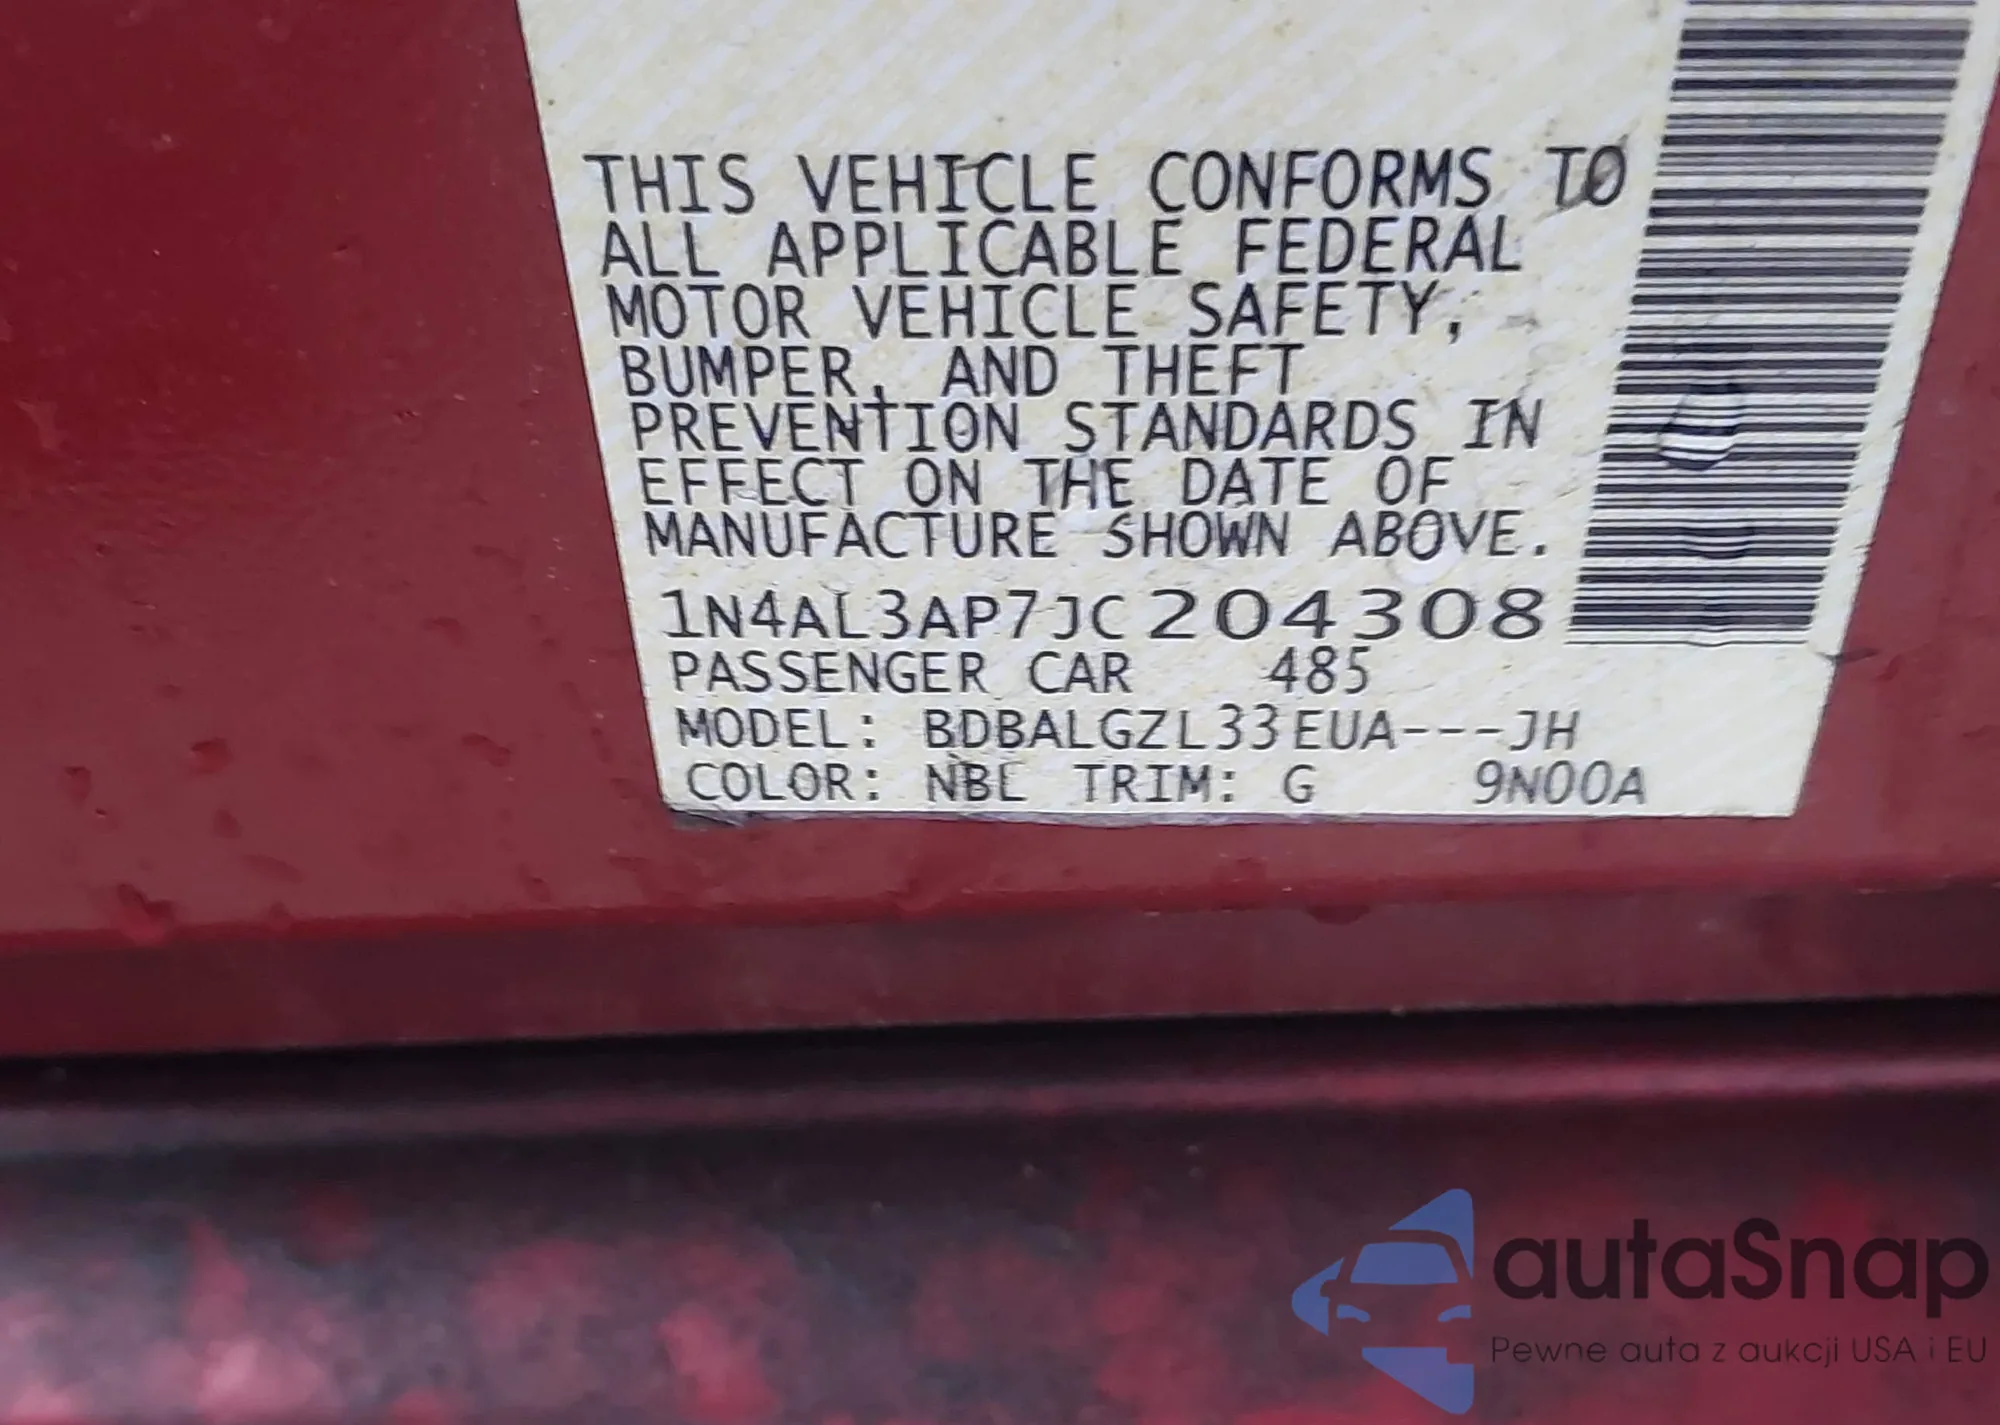 THIS VEHICLE CONFORMS TO
ALL APPLICABLE FEDERAL
MOTOR VEHICLE SAFETY,
BUMPER, AND THEFT
PREVENTION STANDARDS IN
EFFECT ON THE DATE OF
MANUFACTURE SHOWN ABOVE.
1N4AL3AP7JC204308
PASSENGER CAR 485
MODEL: BDBALGZL33EUA---JH
COLOR: NBL TRIM: G 9N00A
autaSnap
Pewne auta z aukcji USA i EU